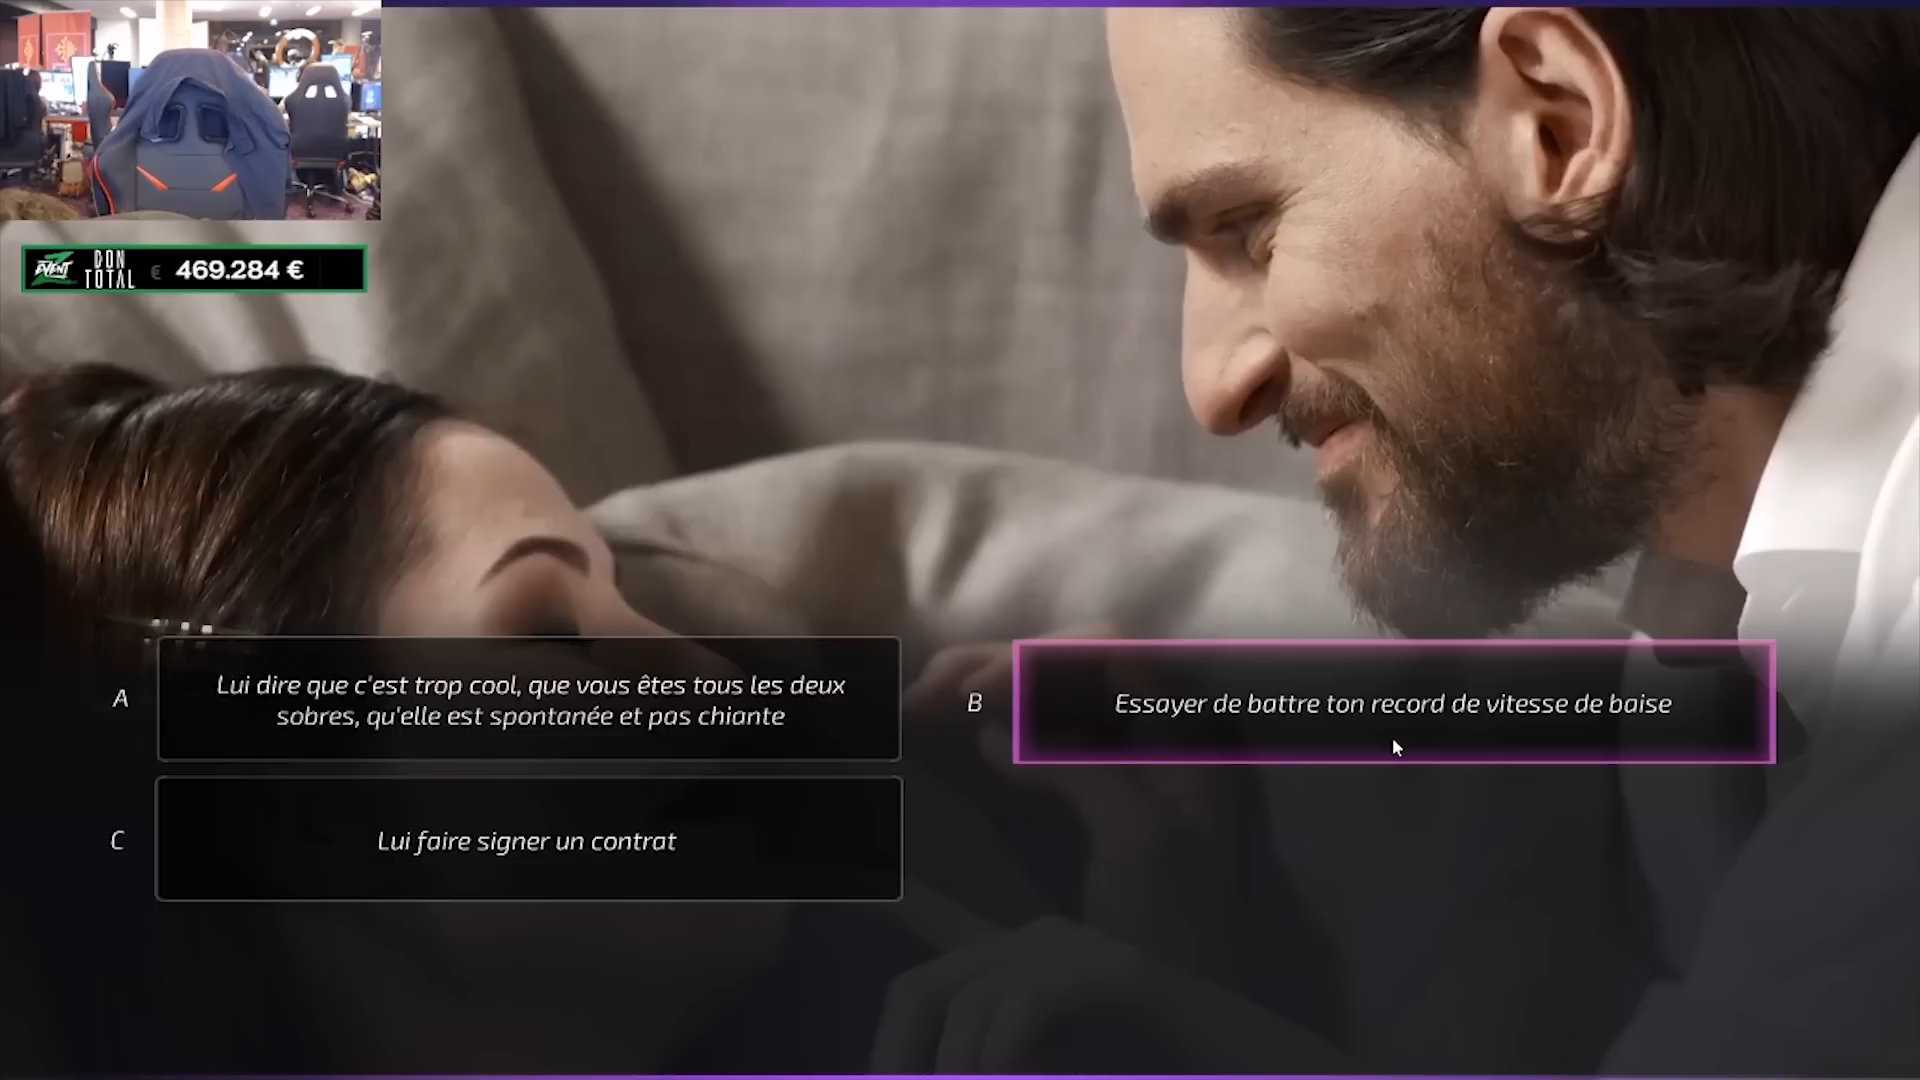 ZEVENT
DON
TOTAL
€ 469.284 €
A
Lui dire que c'est trop cool, que vous êtes tous les deux
sobres, qu'elle est spontanée et pas chiante
B
Essayer de battre ton record de vitesse de baise
C
Lui faire signer un contrat